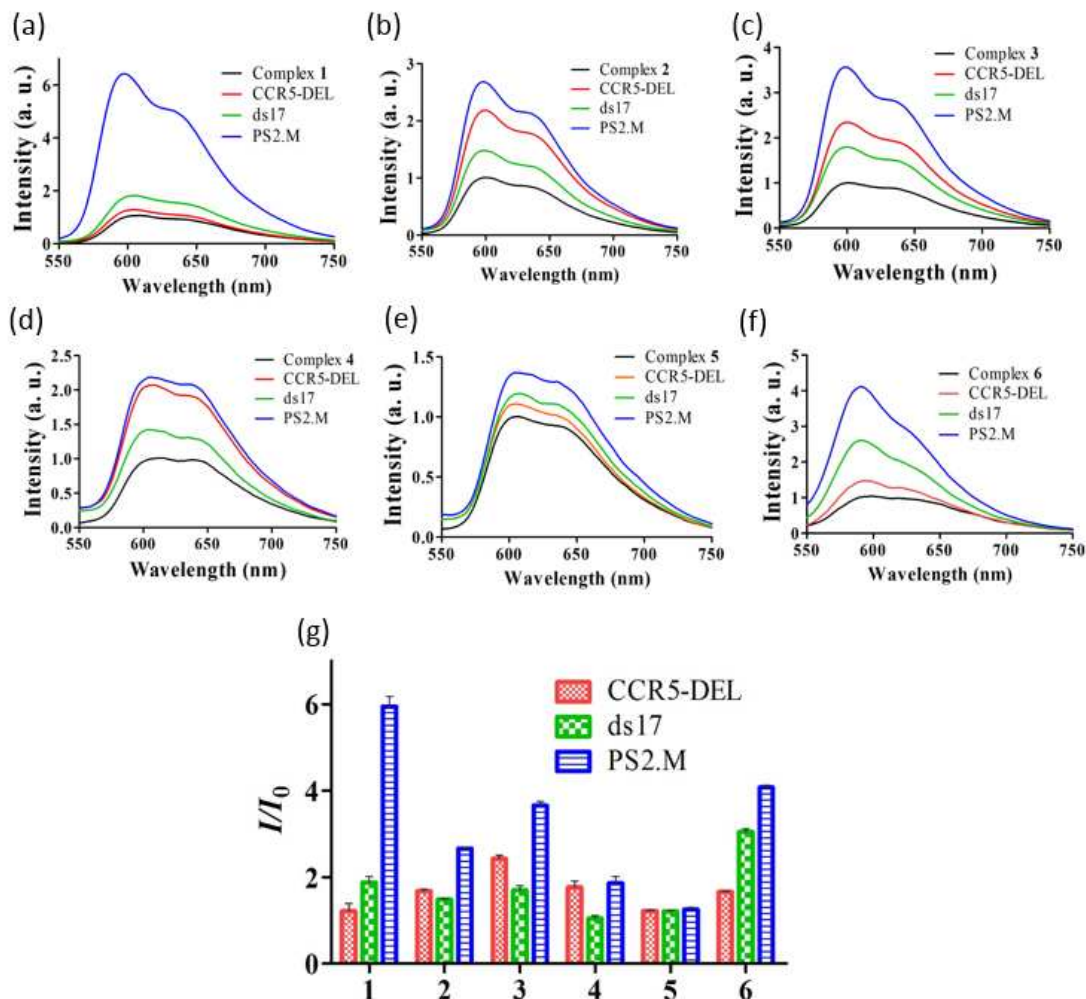 (a)
Intensity (a. u.)
6
4
2
0
550 600 650 700 750
Wavelength (nm)
Complex 1
CCR5-DEL
ds17
PS2.M
(b)
Intensity (a. u.)
3
2
1
0
550 600 650 700 750
Wavelength (nm)
Complex 2
CCR5-DEL
ds17
PS2.M
(c)
Intensity (a. u.)
4
3
2
1
0
550 600 650 700 750
Wavelength (nm)
Complex 3
CCR5-DEL
ds17
PS2.M
(d)
Intensity (a. u.)
2.5
2.0
1.5
1.0
0.5
0.0
550 600 650 700 750
Wavelength (nm)
Complex 4
CCR5-DEL
ds17
PS2.M
(e)
Intensity (a. u.)
1.5
1.0
0.5
0.0
550 600 650 700 750
Wavelength (nm)
Complex 5
CCR5-DEL
ds17
PS2.M
(f)
Intensity (a. u.)
5
4
3
2
1
0
550 600 650 700 750
Wavelength (nm)
Complex 6
CCR5-DEL
ds17
PS2.M
(g)
I/I0
6
4
2
0
1 2 3 4 5 6
CCR5-DEL
ds17
PS2.M